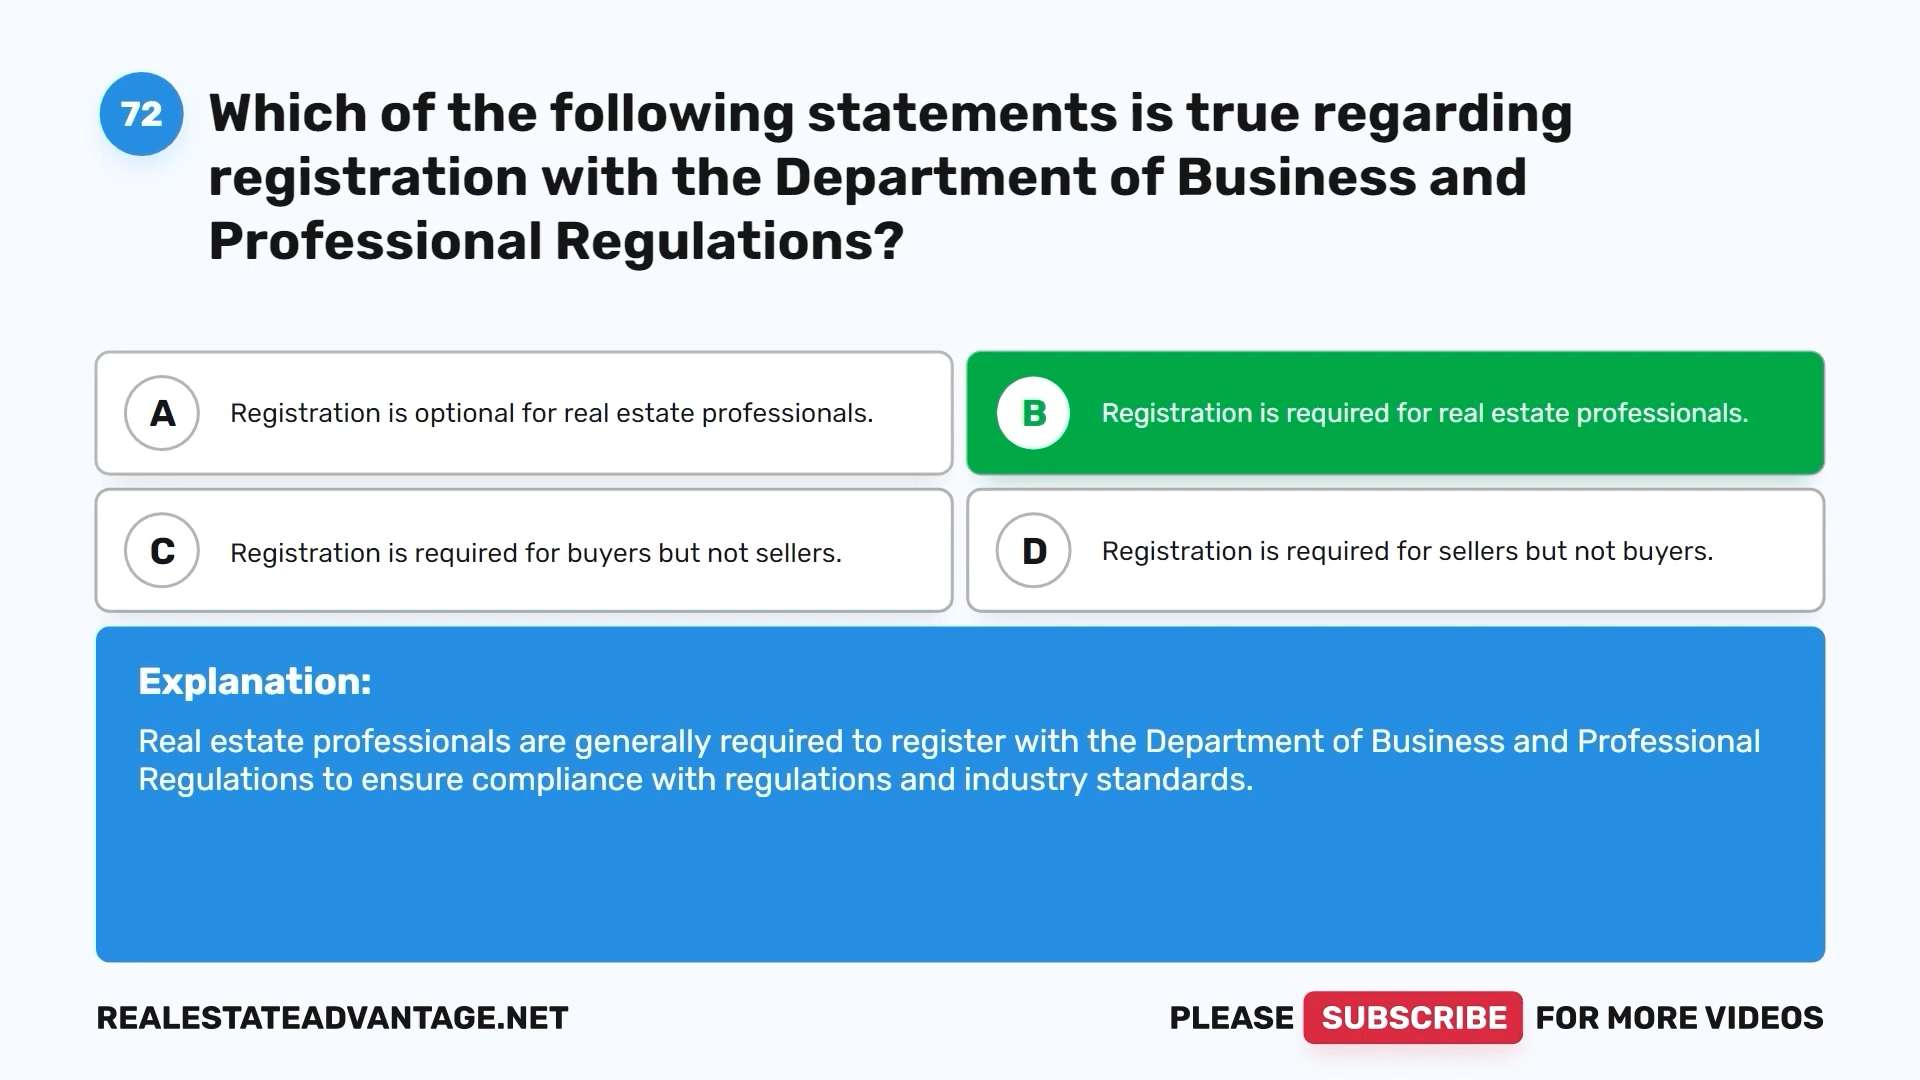 72
Which of the following statements is true regarding
registration with the Department of Business and
Professional Regulations?
A
Registration is optional for real estate professionals.
B
Registration is required for real estate professionals.
C
Registration is required for buyers but not sellers.
D
Registration is required for sellers but not buyers.
Explanation:
Real estate professionals are generally required to register with the Department of Business and Professional
Regulations to ensure compliance with regulations and industry standards.
REALESTATEADVANTAGE.NET
PLEASE SUBSCRIBE FOR MORE VIDEOS